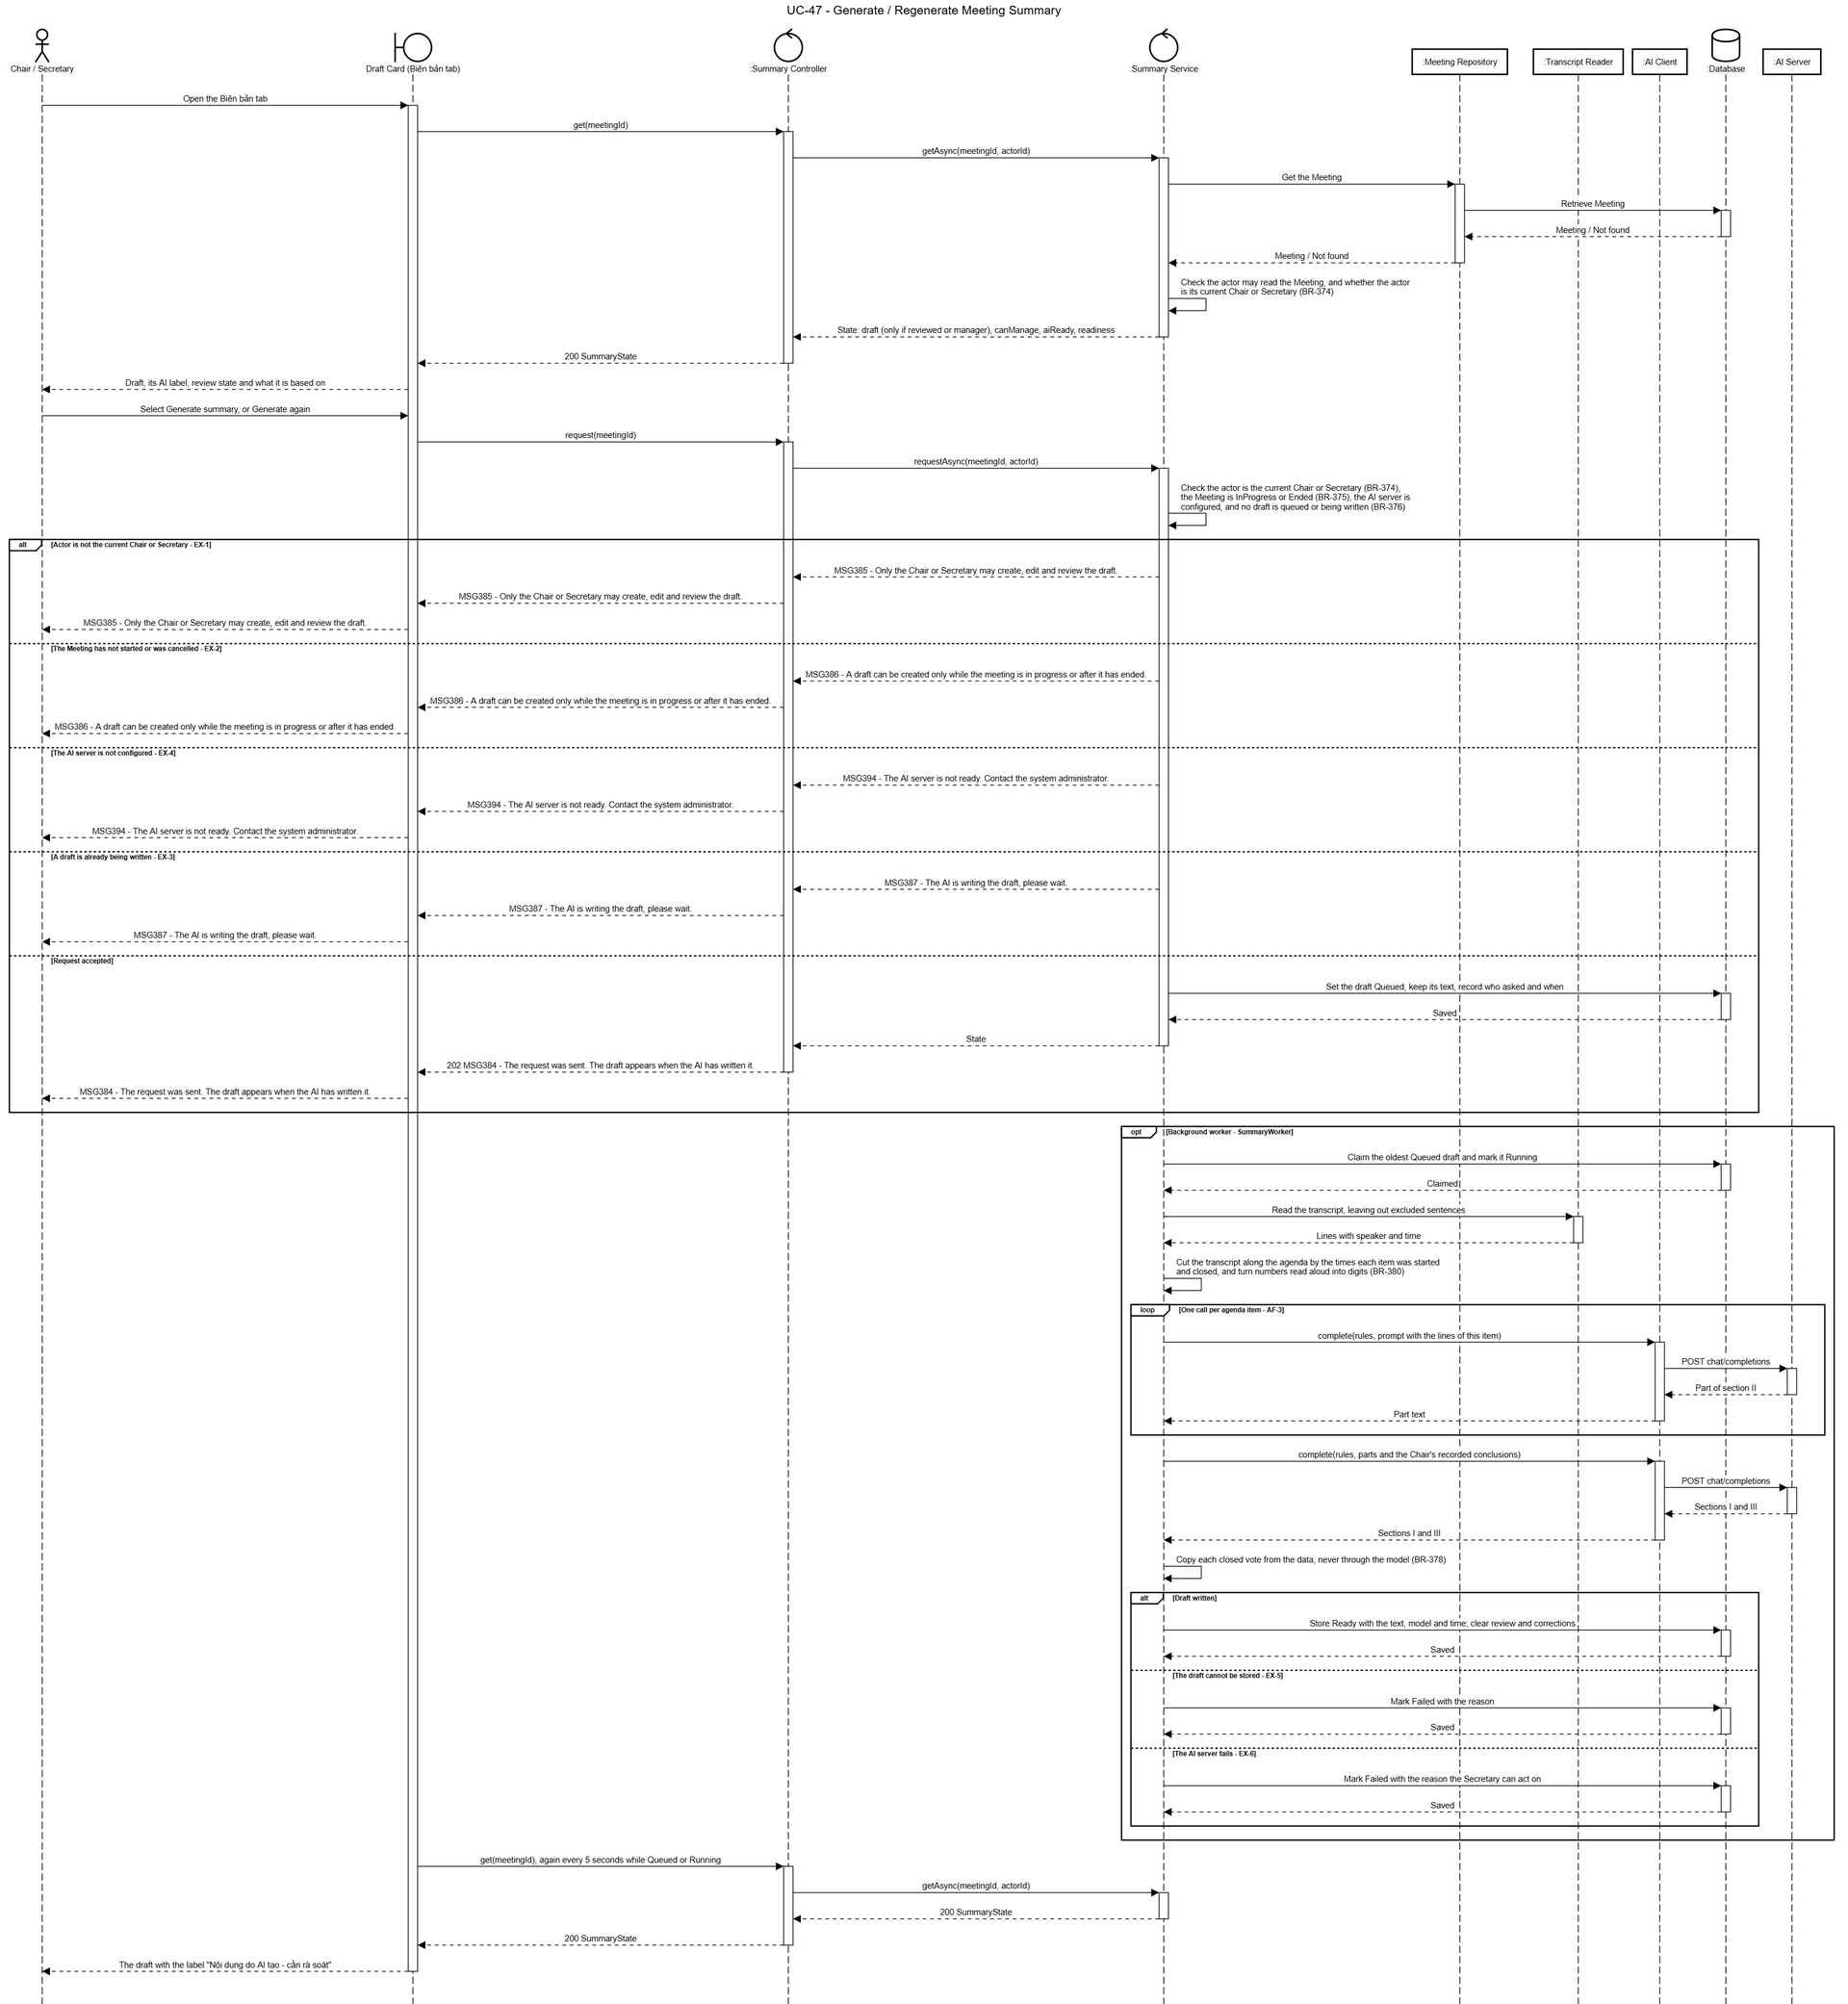 UC-47 - Generate / Regenerate Meeting Summary
Chair / Secretary
Draft Card (Biên bản tab)
:Summary Controller
:Summary Service
:Meeting Repository
:Transcript Reader
:AI Client
:Database
:AI Server
Open the Biên bản tab
get(meetingId)
getAsync(meetingId, actorId)
Get the Meeting
Retrieve Meeting
Meeting / Not found
Meeting / Not found
Check the actor may read the Meeting, and whether the actor
is its current Chair or Secretary (BR-374)
State: draft (only if reviewed or manager), canManage, aiReady, readiness
200 SummaryState
Draft, its AI label, review state and what it is based on
Select Generate summary, or Generate again
request(meetingId)
requestAsync(meetingId, actorId)
Check the actor is the current Chair or Secretary (BR-374),
the Meeting is InProgress or Ended (BR-375), the AI server is
configured, and no draft is queued or being written (BR-376)
alt
[Actor is not the current Chair or Secretary - EX-1]
MSG385 - Only the Chair or Secretary may create, edit and review the draft.
MSG385 - Only the Chair or Secretary may create, edit and review the draft.
MSG385 - Only the Chair or Secretary may create, edit and review the draft.
[The Meeting has not started or was cancelled - EX-2]
MSG386 - A draft can be created only while the meeting is in progress or after it has ended.
MSG386 - A draft can be created only while the meeting is in progress or after it has ended.
MSG386 - A draft can be created only while the meeting is in progress or after it has ended.
[The AI server is not configured - EX-4]
MSG394 - The AI server is not ready. Contact the system administrator.
MSG394 - The AI server is not ready. Contact the system administrator.
MSG394 - The AI server is not ready. Contact the system administrator.
[A draft is already being written - EX-3]
MSG387 - The AI is writing the draft, please wait.
MSG387 - The AI is writing the draft, please wait.
MSG387 - The AI is writing the draft, please wait.
[Request accepted]
Set the draft Queued, keep its text, record who asked and when
Saved
State
202 MSG384 - The request was sent. The draft appears when the AI has written it.
MSG384 - The request was sent. The draft appears when the AI has written it.
opt
[Background worker - SummaryWorker]
Claim the oldest Queued draft and mark it Running
Claimed
Read the transcript, leaving out excluded sentences
Lines with speaker and time
Cut the transcript along the agenda by the times each item was started
and closed, and turn numbers read aloud into digits (BR-380)
loop
[One call per agenda item - AF-3]
complete(rules, prompt with the lines of this item)
POST chat/completions
Part of section II
Part text
complete(rules, parts and the Chair's recorded conclusions)
POST chat/completions
Sections I and III
Sections I and III
Copy each closed vote from the data, never through the model (BR-378)
alt
[Draft written]
Store Ready with the text, model and time; clear review and corrections
Saved
[The draft cannot be stored - EX-5]
Mark Failed with the reason
Saved
[The AI server fails - EX-6]
Mark Failed with the reason the Secretary can act on
Saved
get(meetingId), again every 5 seconds while Queued or Running
getAsync(meetingId, actorId)
200 SummaryState
200 SummaryState
The draft with the label "Nội dung do AI tạo - cần rà soát"